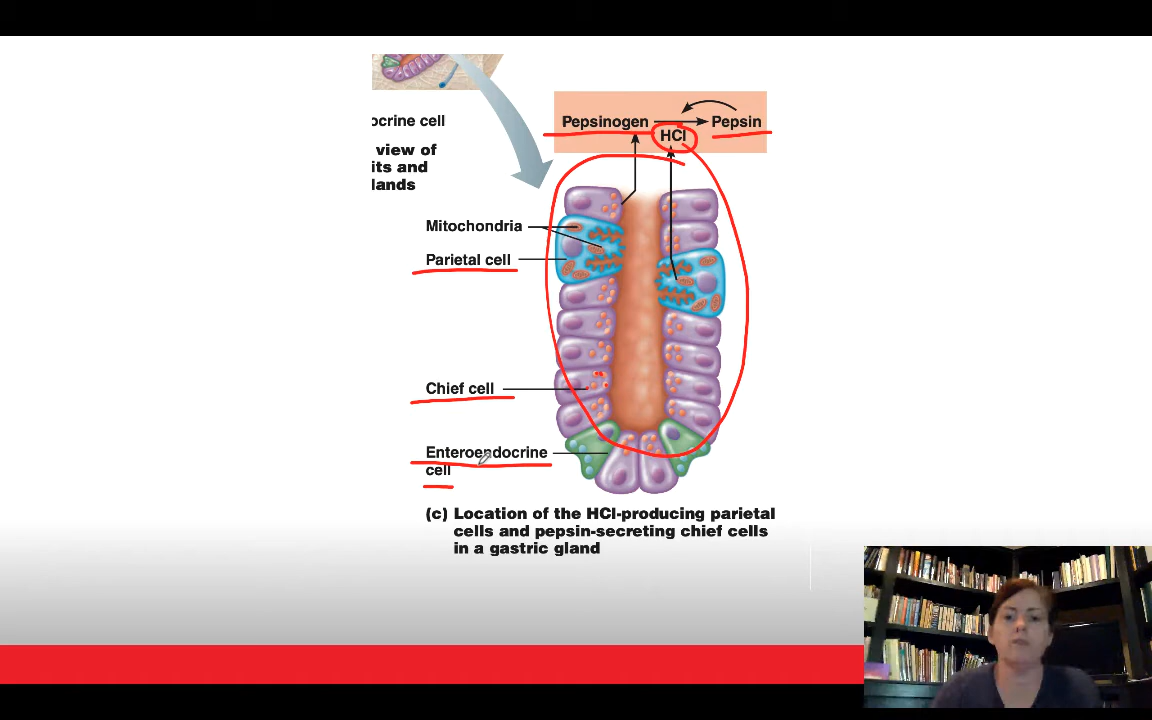 ocrine cell
view of
its and
lands
Pepsinogen
Pepsin
HCl
Mitochondria
Parietal cell
Chief cell
Enteroendocrine
cell
(c) Location of the HCl-producing parietal
cells and pepsin-secreting chief cells
in a gastric gland